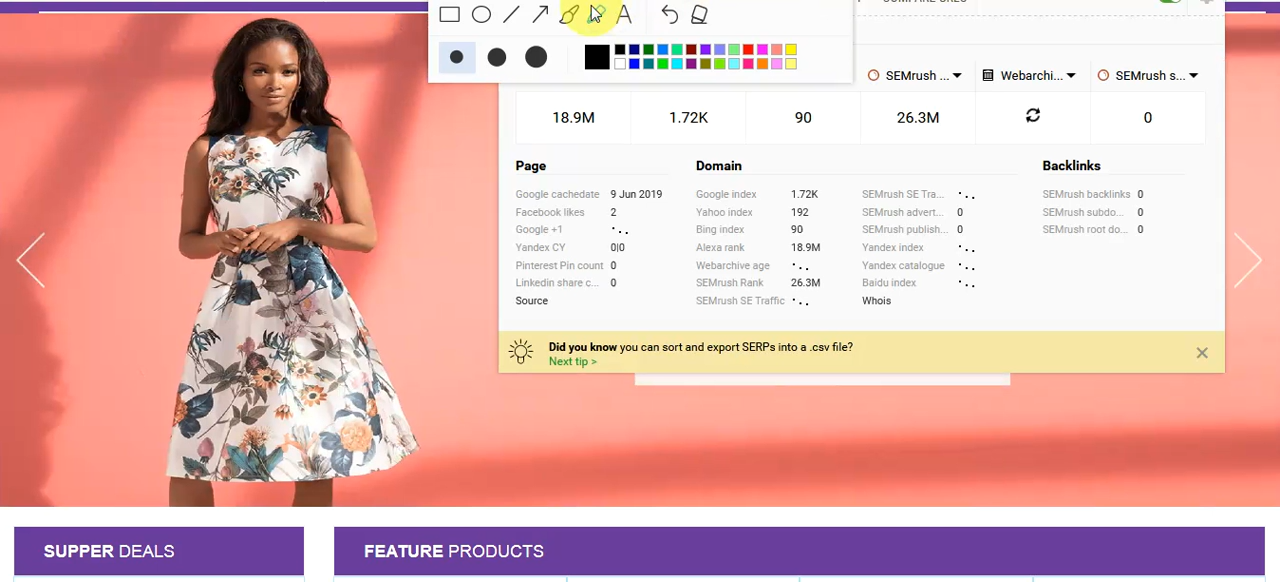 SEMrush ...
Webarchi...
SEMrush s...
18.9M
1.72K
90
26.3M
0
Page
Google cachedate 9 Jun 2019
Facebook likes 2
Google +1
Yandex CY 0|0
Pinterest Pin count 0
Linkedin share c... 0
Source
Domain
Google index 1.72K
Yahoo index 192
Bing index 90
Alexa rank 18.9M
Webarchive age
SEMrush Rank 26.3M
SEMrush SE Traffic
SEMrush SE Tra...
SEMrush advert... 0
SEMrush publish... 0
Yandex index
Yandex catalogue
Baidu index
Whois
Backlinks
SEMrush backlinks 0
SEMrush subdo... 0
SEMrush root do... 0
Did you know you can sort and export SERPs into a .csv file?
Next tip >
SUPPER DEALS
FEATURE PRODUCTS